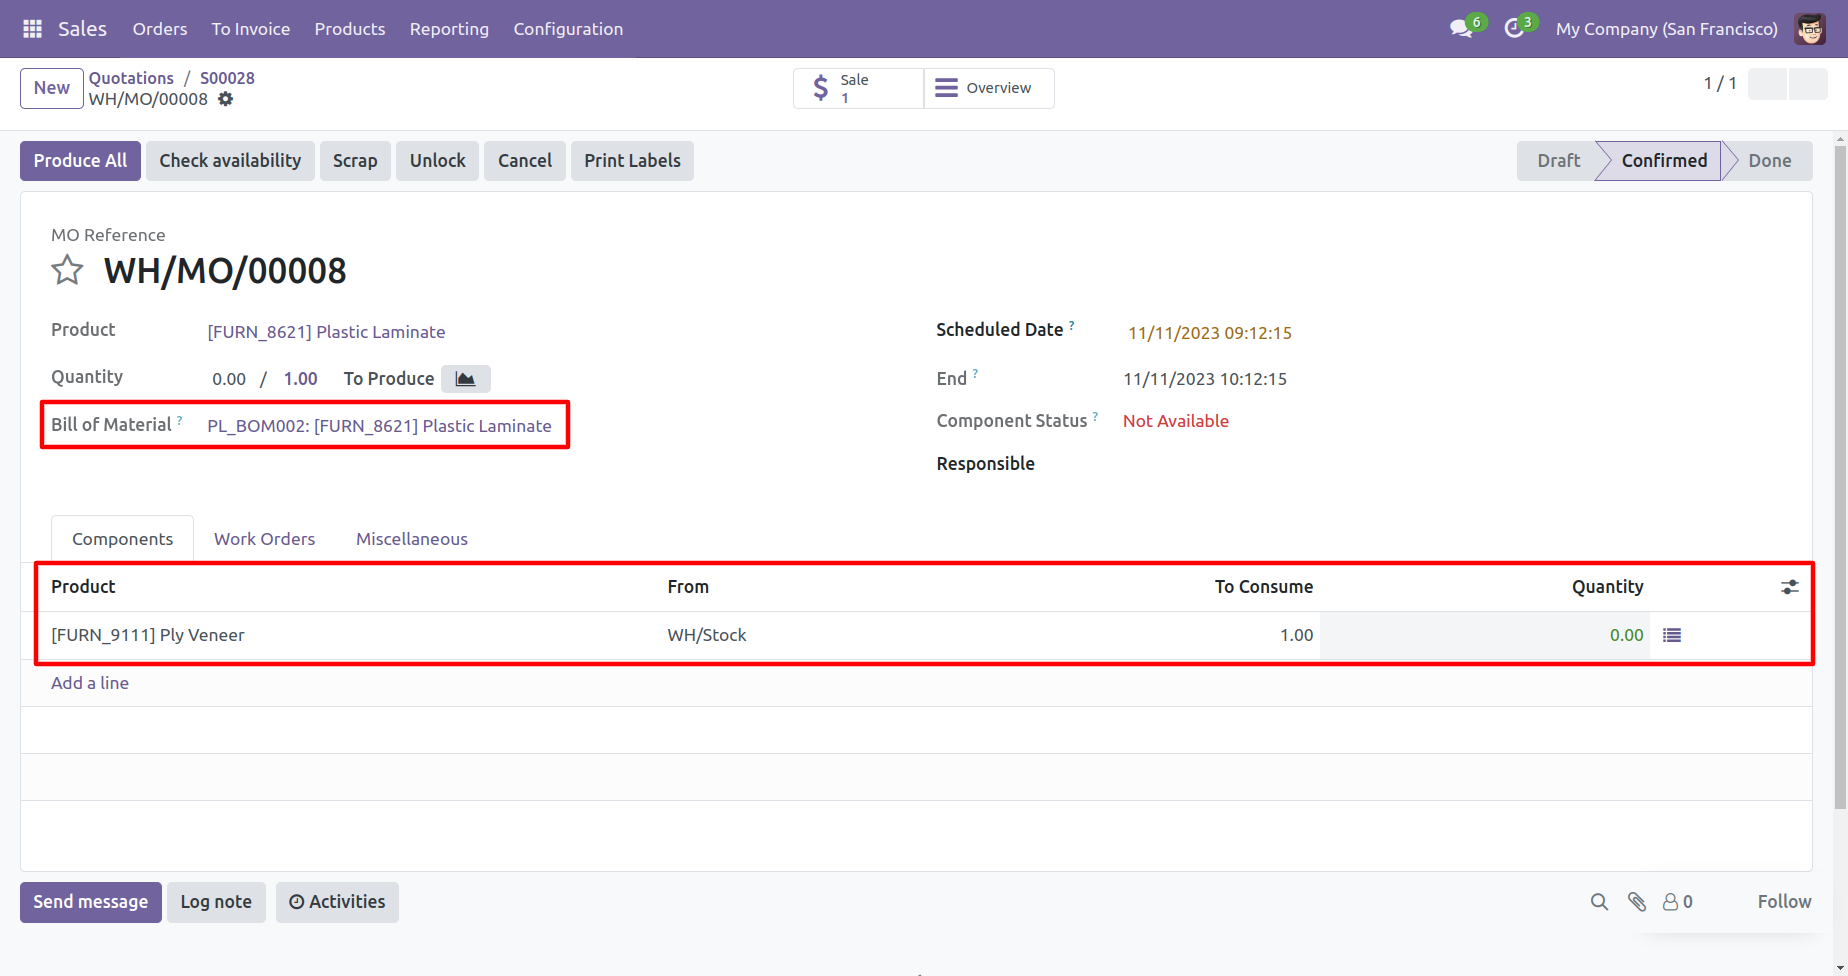 Sales Orders To Invoice Products Reporting Configuration 6 3 My Company (San Francisco)
New Quotations / S00028 Sale Overview 1 / 1
WH/MO/00008 1
Produce All Check availability Scrap Unlock Cancel Print Labels Draft Confirmed Done
MO Reference
WH/MO/00008
Product [FURN_8621] Plastic Laminate Scheduled Date ? 11/11/2023 09:12:15
Quantity 0.00 / 1.00 To Produce End ? 11/11/2023 10:12:15
Bill of Material ? PL_BOM002: [FURN_8621] Plastic Laminate Component Status ? Not Available
Responsible
Components Work Orders Miscellaneous
Product From To Consume Quantity
[FURN_9111] Ply Veneer WH/Stock 1.00 0.00
Add a line
Send message Log note Activities 0 Follow